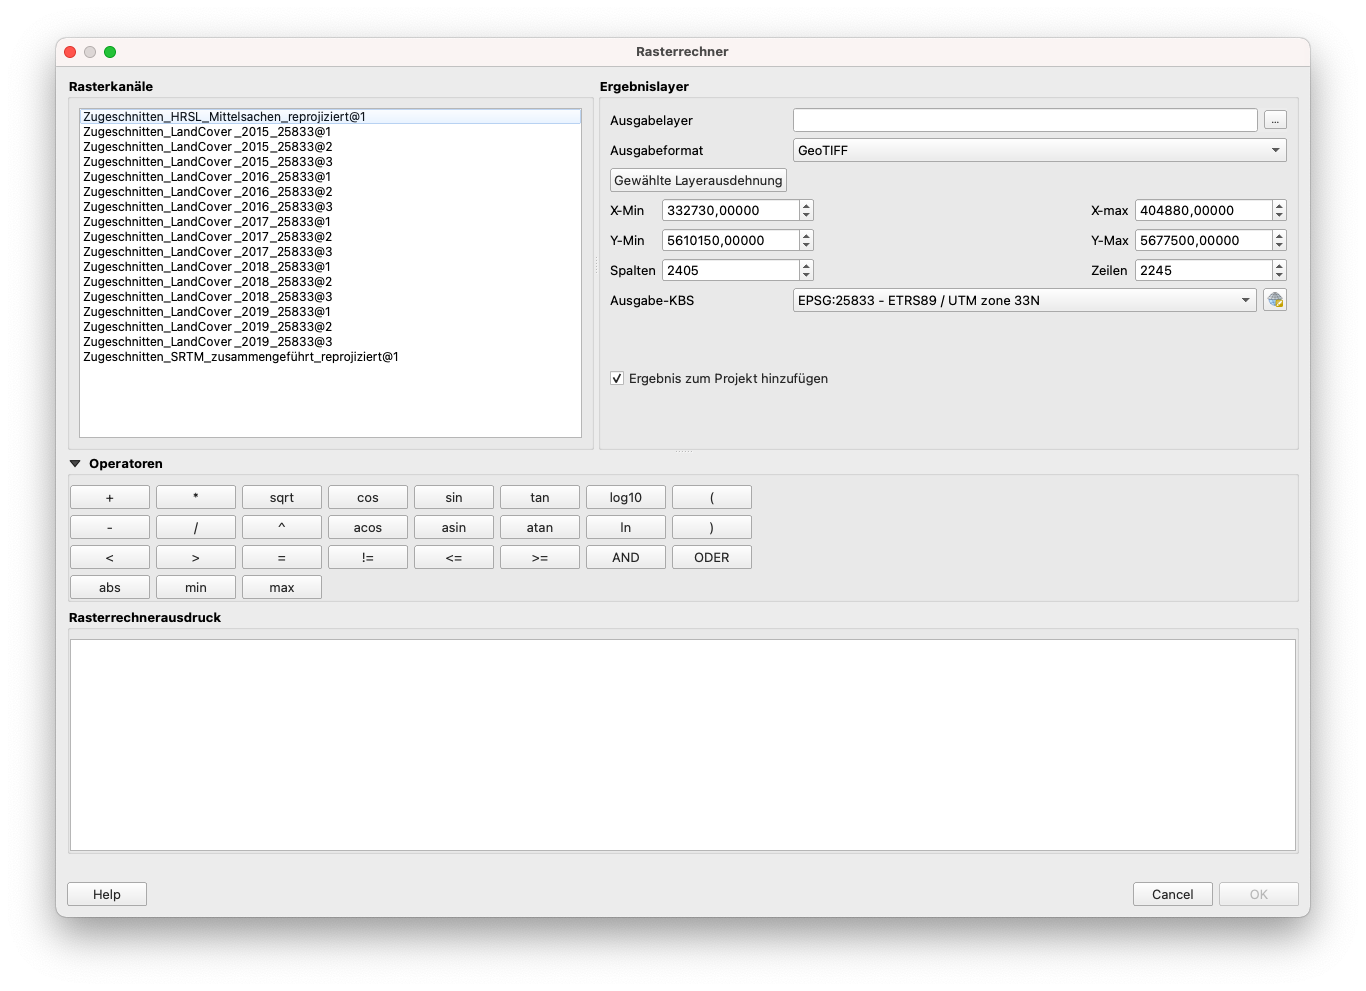 Rasterrechner
Rasterkanäle
Zugeschnitten_HRSL_Mittelsachen_reprojiziert@1
Zugeschnitten_LandCover_2015_25833@1
Zugeschnitten_LandCover_2015_25833@2
Zugeschnitten_LandCover_2015_25833@3
Zugeschnitten_LandCover_2016_25833@1
Zugeschnitten_LandCover_2016_25833@2
Zugeschnitten_LandCover_2016_25833@3
Zugeschnitten_LandCover_2017_25833@1
Zugeschnitten_LandCover_2017_25833@2
Zugeschnitten_LandCover_2017_25833@3
Zugeschnitten_LandCover_2018_25833@1
Zugeschnitten_LandCover_2018_25833@2
Zugeschnitten_LandCover_2018_25833@3
Zugeschnitten_LandCover_2019_25833@1
Zugeschnitten_LandCover_2019_25833@2
Zugeschnitten_LandCover_2019_25833@3
Zugeschnitten_SRTM_zusammengeführt_reprojiziert@1
Ergebnislayer
Ausgabelayer ...
Ausgabeformat GeoTIFF
Gewählte Layerausdehnung
X-Min 332730,00000 X-max 404880,00000
Y-Min 5610150,00000 Y-Max 5677500,00000
Spalten 2405 Zeilen 2245
Ausgabe-KBS EPSG:25833 - ETRS89 / UTM zone 33N
Ergebnis zum Projekt hinzufügen
Operatoren
+ * sqrt cos sin tan log10 (
- / ^ acos asin atan ln )
< > = != <= >= AND ODER
abs min max
Rasterrechnerausdruck
Help Cancel OK